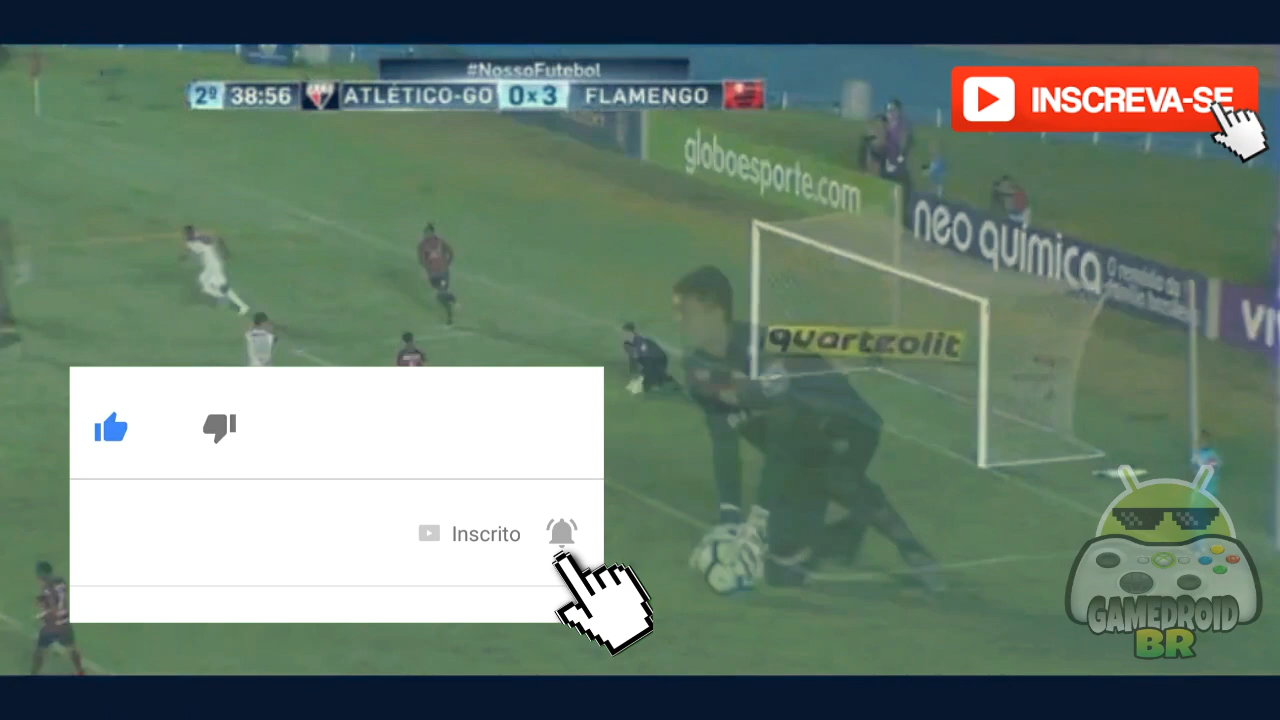 #NossoFutebol
2º 38:56 ATLÉTICO-GO 0x3 FLAMENGO
INSCREVA-SE
globoesporte.com
neo química
quartzolit
Inscrito
GAMEDROID
BR